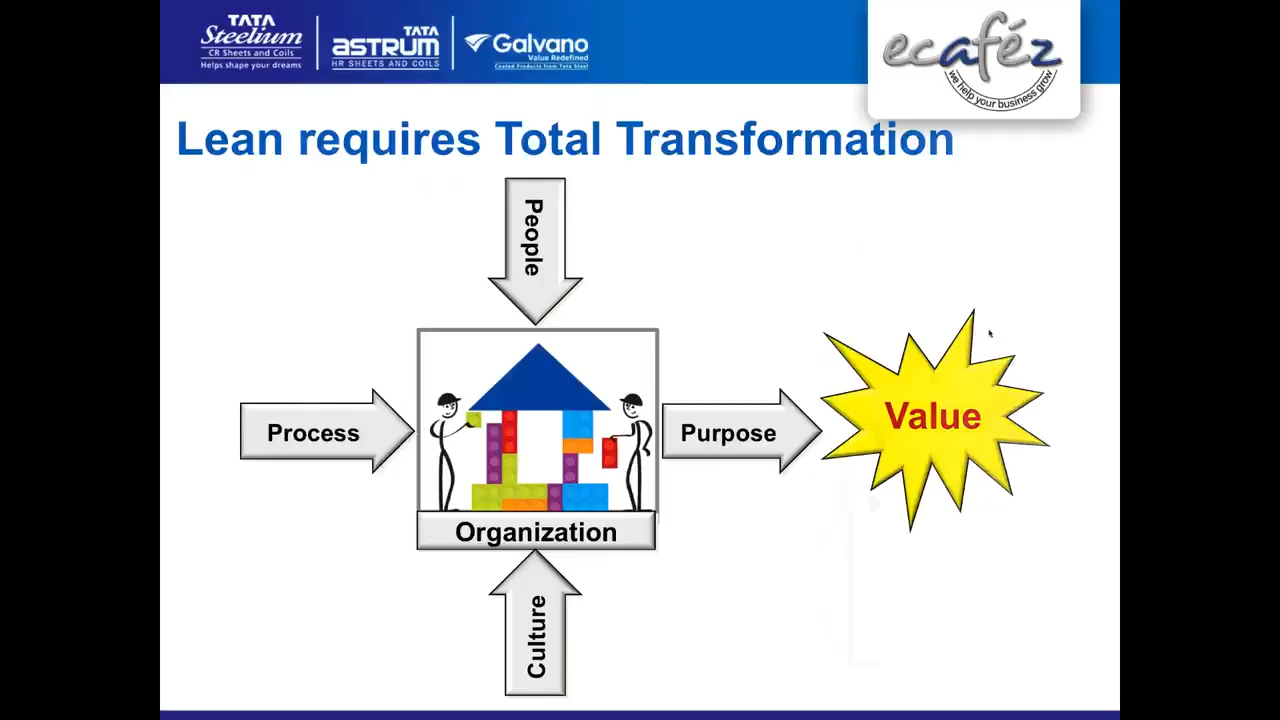 TATA
Steelium
CR Sheets and Coils
Helps shape your dreams
TATA
ASTRUM
HR SHEETS AND COILS
Galvano
Value Redefined
Coated Products from Tata Steel
ecaféz
we help your business grow
Lean requires Total Transformation
People
Process
Purpose
Value
Organization
Culture